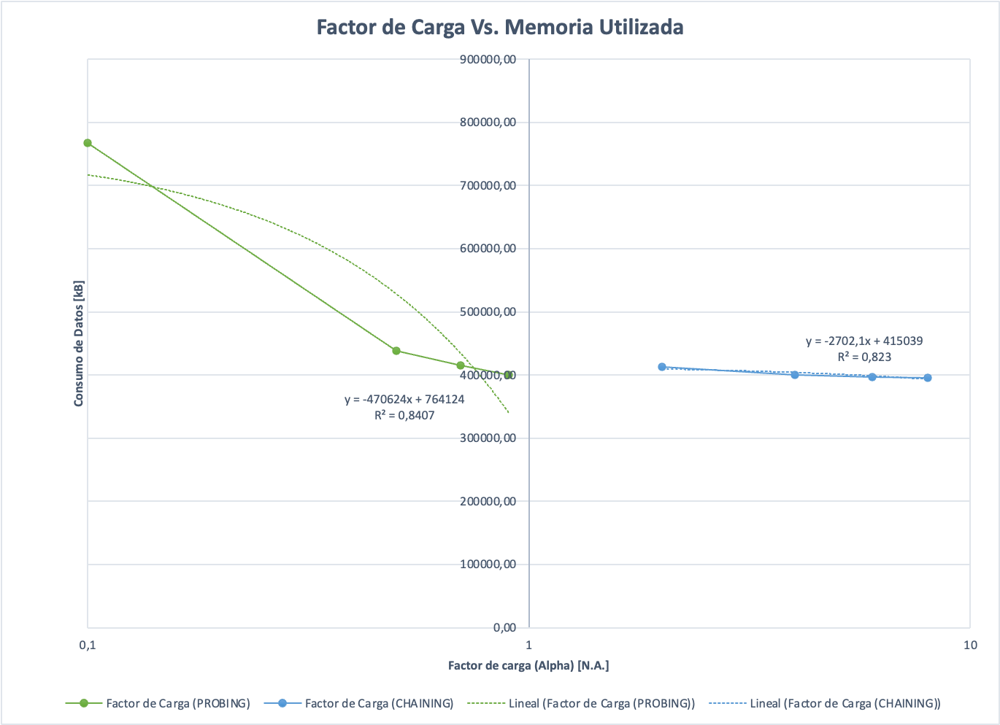 Factor de Carga Vs. Memoria Utilizada
900000,00
800000,00
700000,00
600000,00
500000,00
400000,00
300000,00
200000,00
100000,00
0,00
Consumo de Datos [kB]
y = -2702,1x + 415039
R² = 0,823
y = -470624x + 764124
R² = 0,8407
0,1
1
10
Factor de carga (Alpha) [N.A.]
Factor de Carga (PROBING)
Factor de Carga (CHAINING)
Lineal (Factor de Carga (PROBING))
Lineal (Factor de Carga (CHAINING))